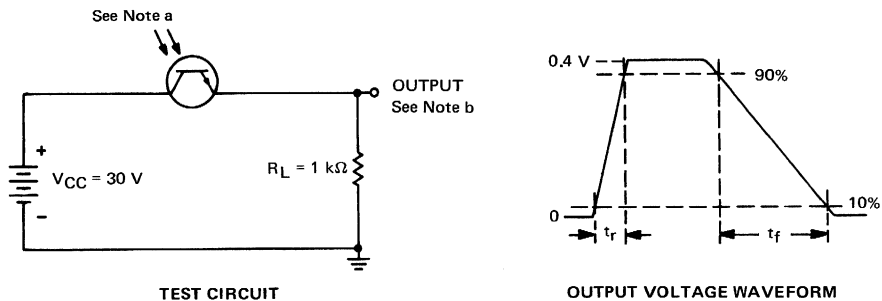 See Note a
OUTPUT
See Note b
+
V_CC = 30 V
−
R_L = 1 kΩ
TEST CIRCUIT
0.4 V
90%
10%
0
t_r
t_f
OUTPUT VOLTAGE WAVEFORM